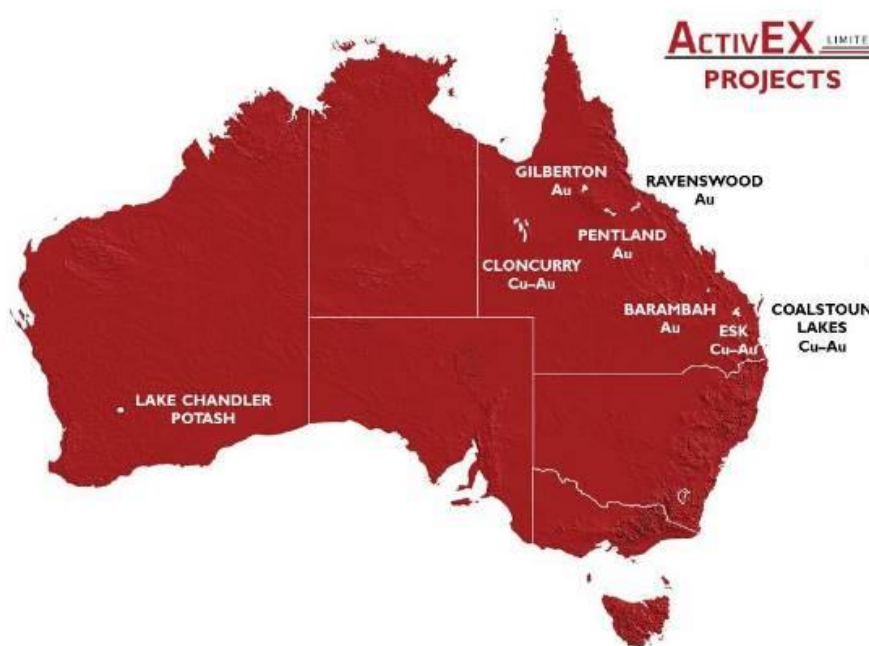 ACTIVEX LIMITE
PROJECTS
GILBERTON
Au
RAVENSWOOD
Au
PENTLAND
Au
CLONCURRY
Cu–Au
BARAMBAH
Au
ESK
Cu–Au
COALSTOUN
LAKES
Cu–Au
LAKE CHANDLER
POTASH